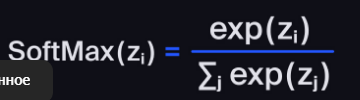 SoftMax(zᵢ) = exp(zᵢ) / ∑ⱼ exp(zⱼ)
нное